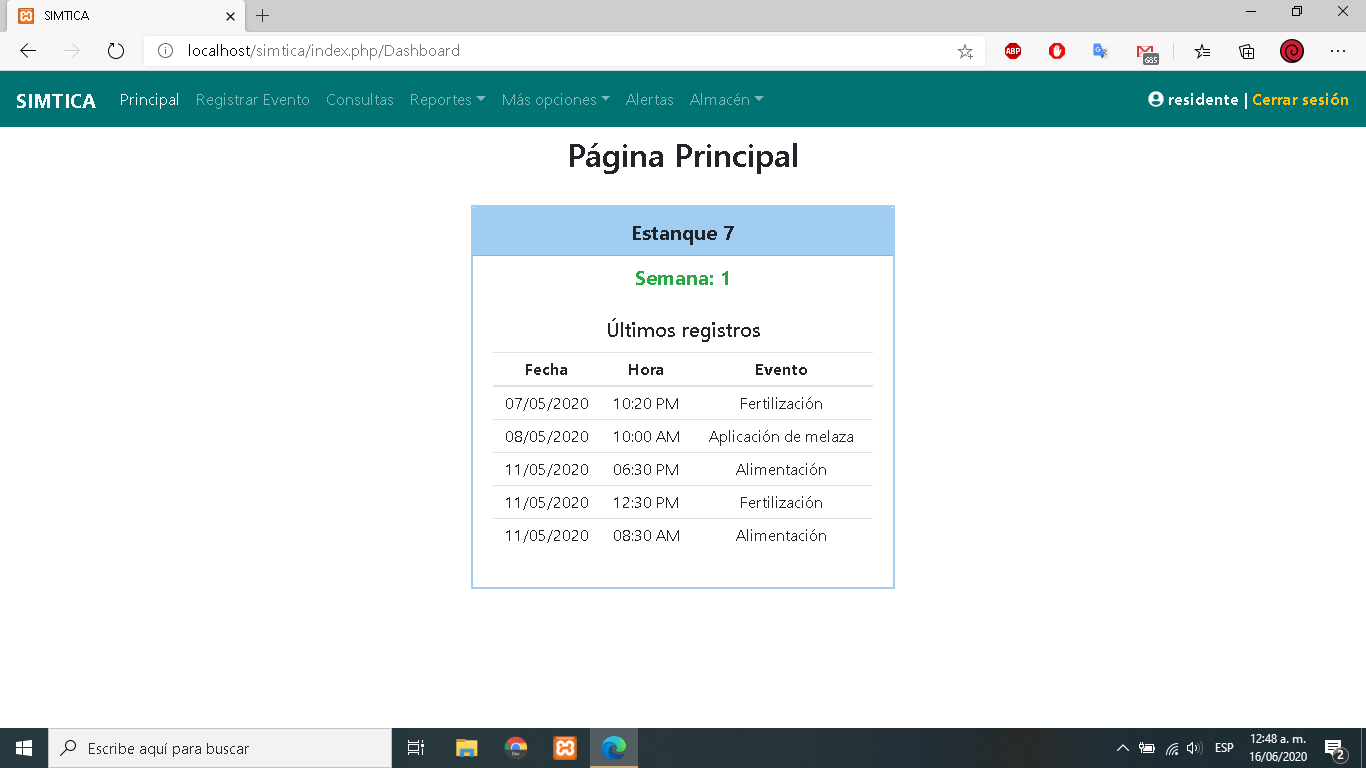 SIMTICA
localhost/simtica/index.php/Dashboard
ABP
685
SIMTICA Principal Registrar Evento Consultas Reportes Más opciones Alertas Almacén residente | Cerrar sesión
Página Principal
Estanque 7
Semana: 1
Últimos registros
Fecha Hora Evento
07/05/2020 10:20 PM Fertilización
08/05/2020 10:00 AM Aplicación de melaza
11/05/2020 06:30 PM Alimentación
11/05/2020 12:30 PM Fertilización
11/05/2020 08:30 AM Alimentación
Escribe aquí para buscar
Dev
ESP
12:48 a. m.
16/06/2020
2